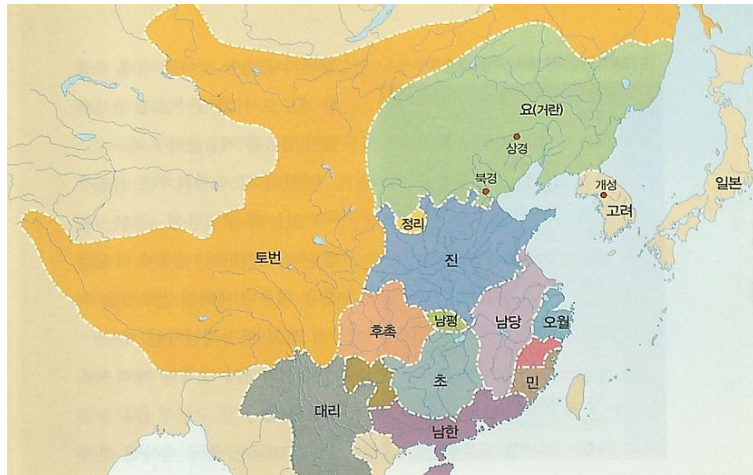 요(거란)
상경
북경
개성
고려
일본
정리
진
토번
남평
남당
오월
후촉
초
민
대리
남한